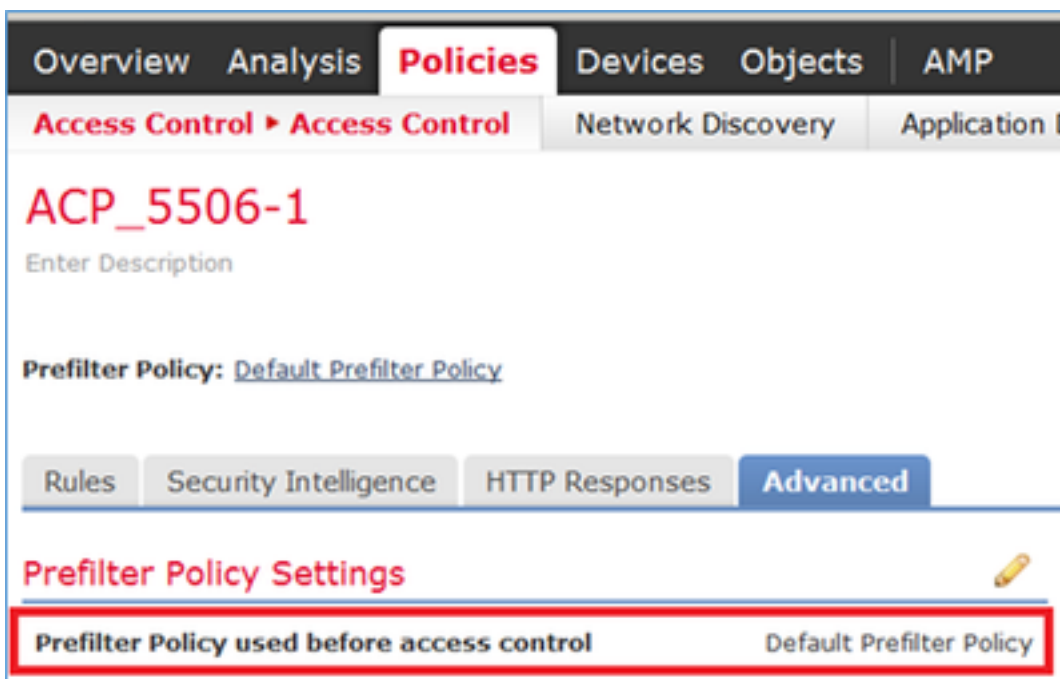 Overview Analysis Policies Devices Objects AMP
Access Control ▸ Access Control Network Discovery Application
ACP_5506-1
Enter Description
Prefilter Policy: Default Prefilter Policy
Rules Security Intelligence HTTP Responses Advanced
Prefilter Policy Settings
Prefilter Policy used before access control Default Prefilter Policy